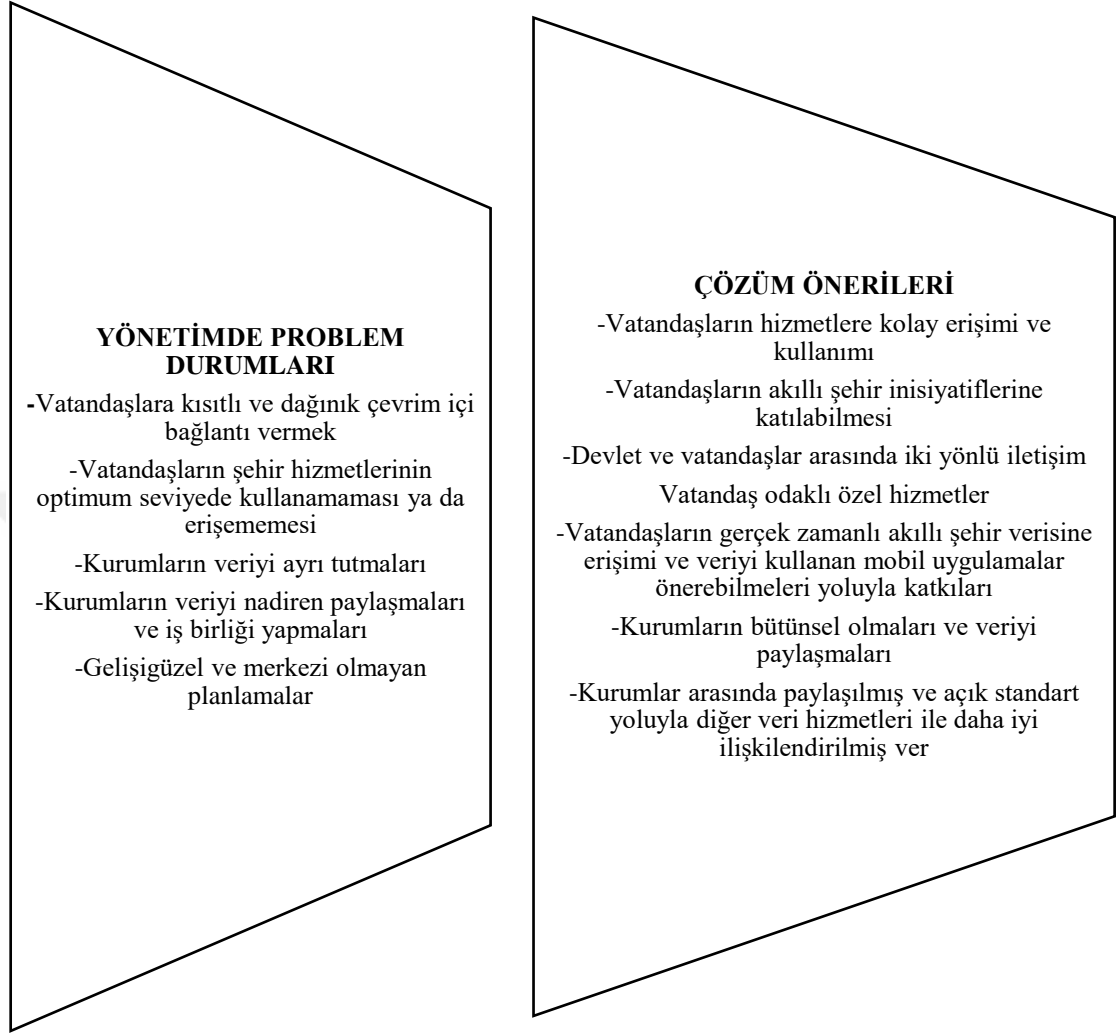 YÖNETİMDE PROBLEM
DURUMLARI
-Vatandaşlara kısıtlı ve dağınık çevrim içi
bağlantı vermek
-Vatandaşların şehir hizmetlerinin
optimum seviyede kullanamaması ya da
erişememesi
-Kurumların veriyi ayrı tutmaları
-Kurumların veriyi nadiren paylaşmaları
ve iş birliği yapmaları
-Gelişigüzel ve merkezi olmayan
planlamalar
ÇÖZÜM ÖNERİLERİ
-Vatandaşların hizmetlere kolay erişimi ve
kullanımı
-Vatandaşların akıllı şehir inisiyatiflerine
katılabilmesi
-Devlet ve vatandaşlar arasında iki yönlü iletişim
Vatandaş odaklı özel hizmetler
-Vatandaşların gerçek zamanlı akıllı şehir verisine
erişimi ve veriyi kullanan mobil uygulamalar
önerebilmeleri yoluyla katkıları
-Kurumların bütünsel olmaları ve veriyi
paylaşmaları
-Kurumlar arasında paylaşılmış ve açık standart
yoluyla diğer veri hizmetleri ile daha iyi
ilişkilendirilmiş ver